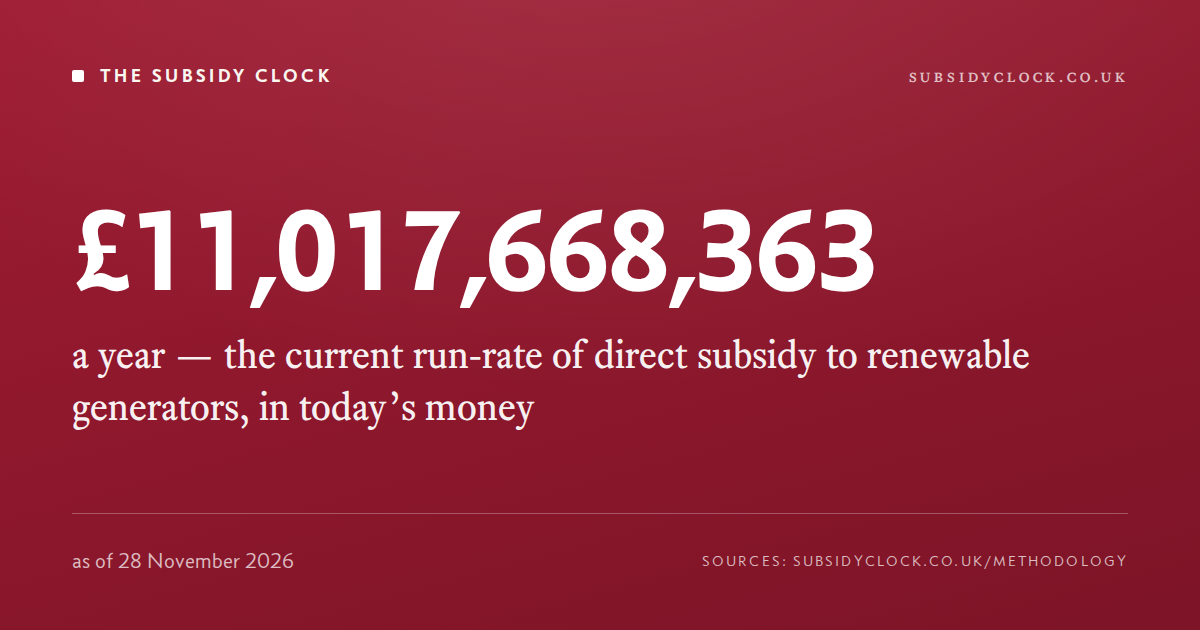 THE SUBSIDY CLOCK
SUBSIDYCLOCK.CO.UK
£11,017,668,363
a year — the current run-rate of direct subsidy to renewable
generators, in today’s money
as of 28 November 2026
SOURCES: SUBSIDYCLOCK.CO.UK/METHODOLOGY